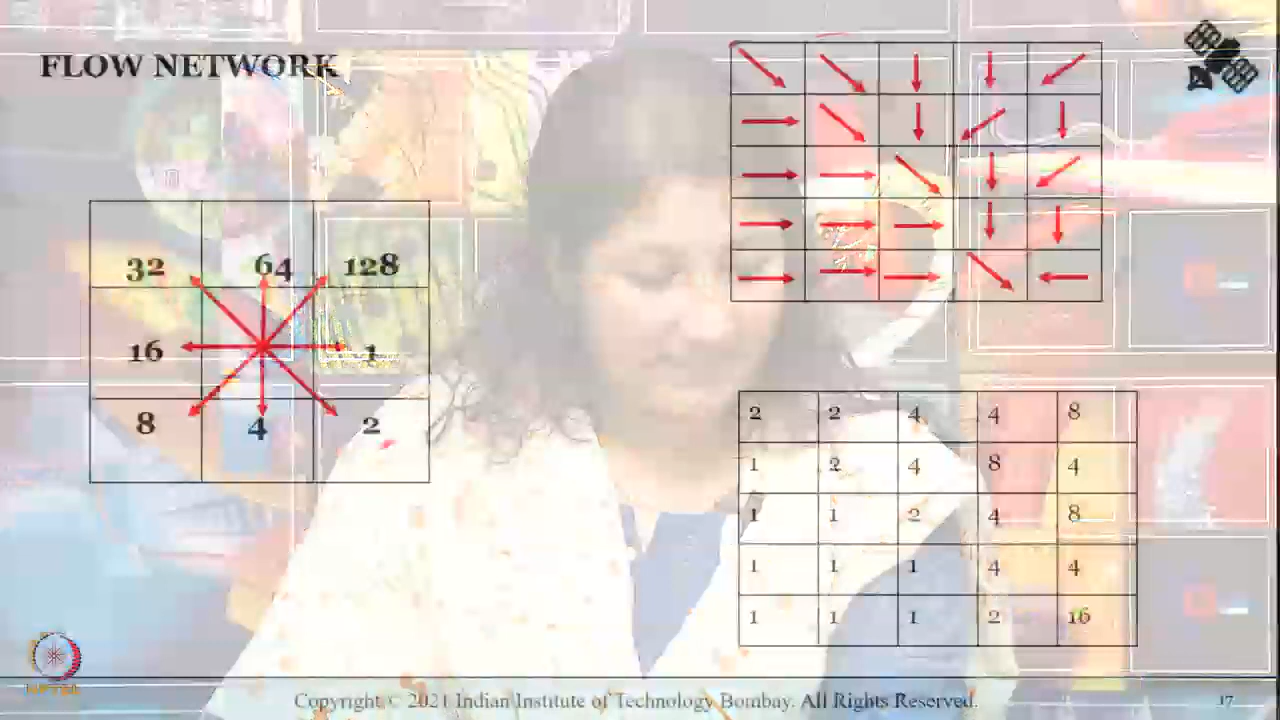 FLOW NETWORK
32 64 128
16 1
8 4 2
2 2 4 4 8
1 2 4 8 4
1 1 2 4 8
1 1 1 4 4
1 1 1 2 16
NPTEL
Copyright © 2021 Indian Institute of Technology Bombay. All Rights Reserved.
17